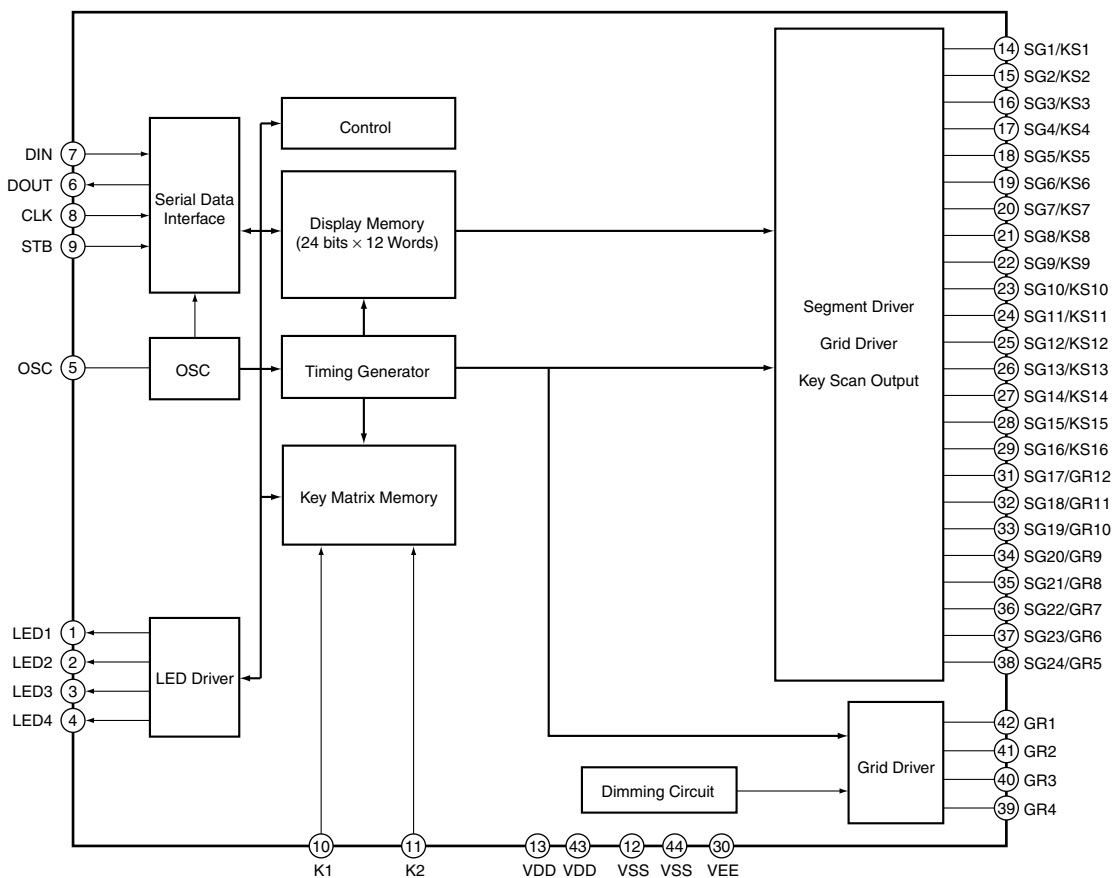 DIN 7
DOUT 6
CLK 8
STB 9
OSC 5
LED1 1
LED2 2
LED3 3
LED4 4
Serial Data
Interface
OSC
LED Driver
Control
Display Memory
(24 bits × 12 Words)
Timing Generator
Key Matrix Memory
Segment Driver
Grid Driver
Key Scan Output
Dimming Circuit
Grid Driver
14 SG1/KS1
15 SG2/KS2
16 SG3/KS3
17 SG4/KS4
18 SG5/KS5
19 SG6/KS6
20 SG7/KS7
21 SG8/KS8
22 SG9/KS9
23 SG10/KS10
24 SG11/KS11
25 SG12/KS12
26 SG13/KS13
27 SG14/KS14
28 SG15/KS15
29 SG16/KS16
31 SG17/GR12
32 SG18/GR11
33 SG19/GR10
34 SG20/GR9
35 SG21/GR8
36 SG22/GR7
37 SG23/GR6
38 SG24/GR5
42 GR1
41 GR2
40 GR3
39 GR4
10 11 13 43 12 44 30
K1 K2 VDD VDD VSS VSS VEE